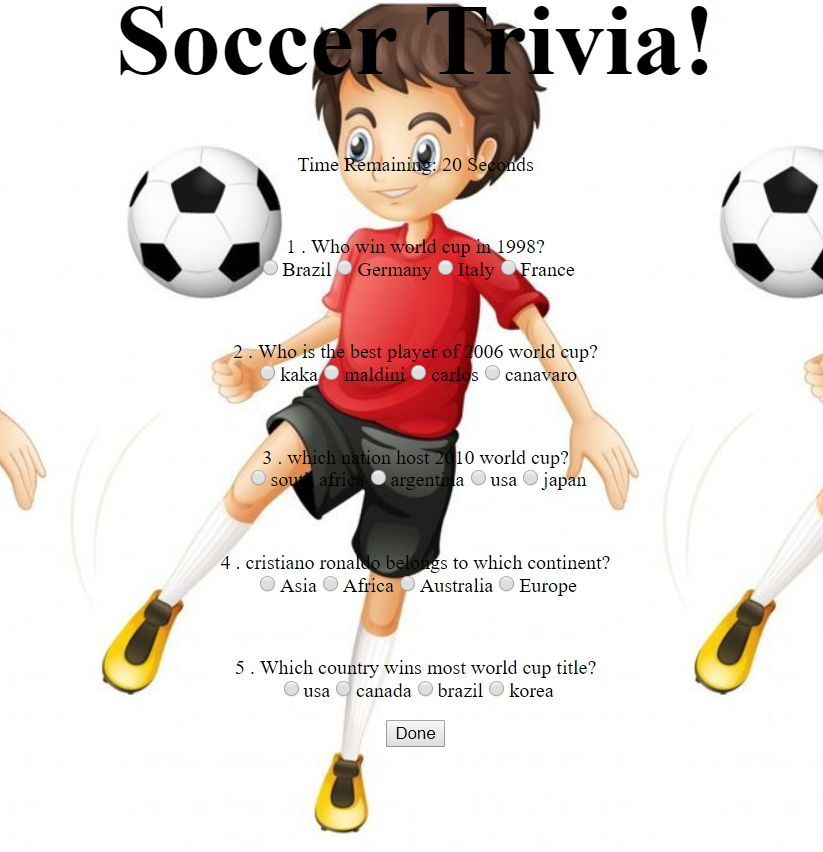 Soccer Trivia!
Time Remaining: 20 Seconds
1 . Who win world cup in 1998?
Brazil Germany Italy France
2 . Who is the best player of 2006 world cup?
kaka maldini carlos canavaro
3 . which nation host 2010 world cup?
south africa argentina usa japan
4 . cristiano ronaldo belongs to which continent?
Asia Africa Australia Europe
5 . Which country wins most world cup title?
usa canada brazil korea
Done